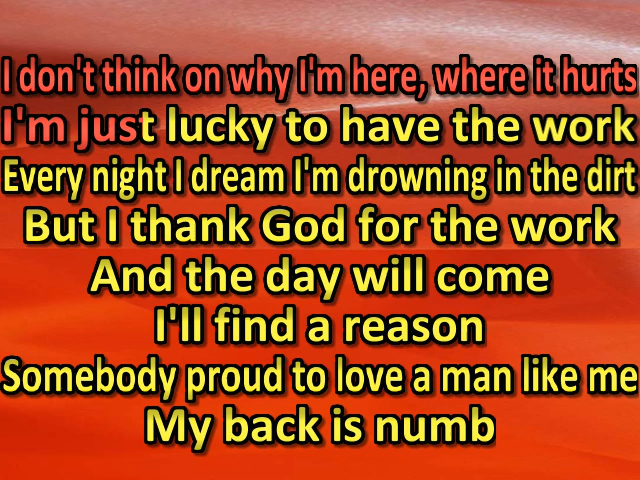 I don't think on why I'm here, where it hurts
I'm just lucky to have the work
Every night I dream I'm drowning in the dirt
But I thank God for the work
And the day will come
I'll find a reason
Somebody proud to love a man like me
My back is numb